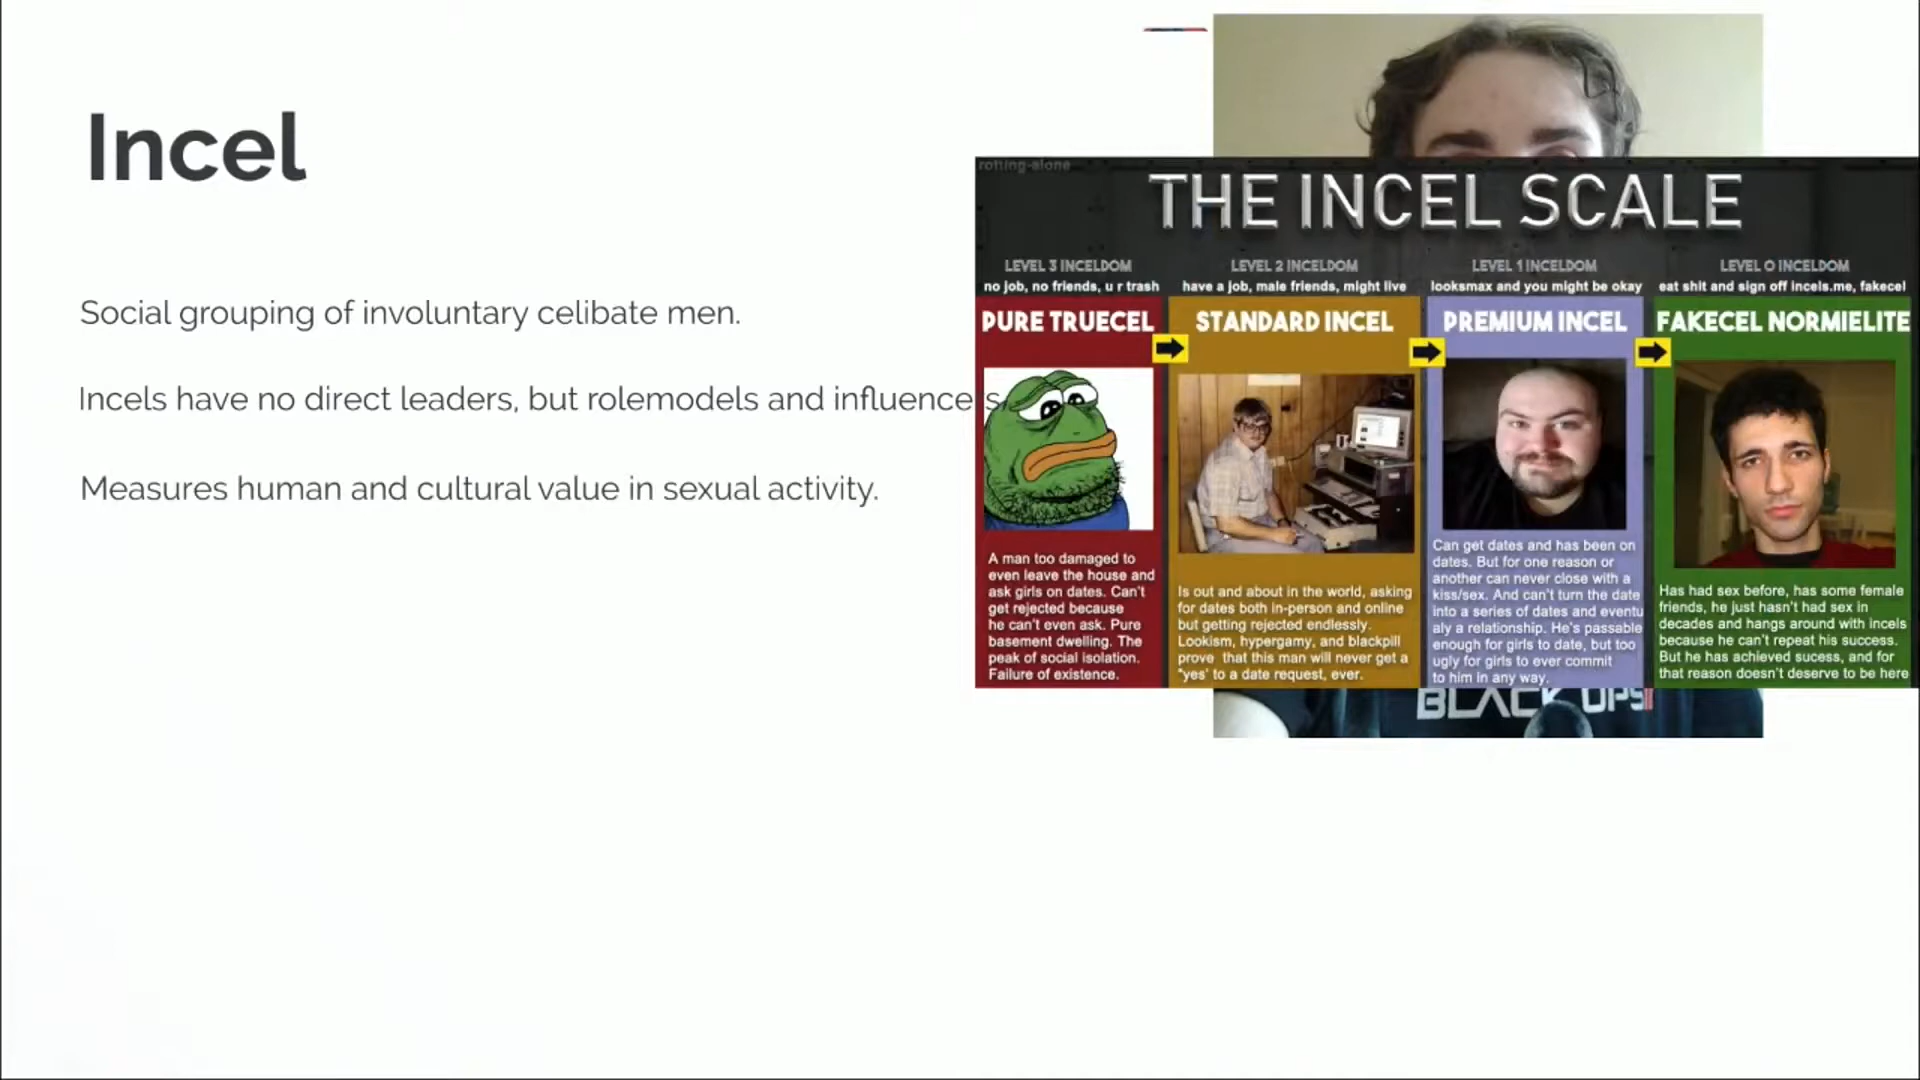 Incel
Social grouping of involuntary celibate men.
Incels have no direct leaders, but rolemodels and influence s
Measures human and cultural value in sexual activity.
rotting-alone
THE INCEL SCALE
LEVEL 3 INCELDOM
no job, no friends, u r trash
PURE TRUECEL
A man too damaged to
even leave the house and
ask girls on dates. Can't
get rejected because
he can't even ask. Pure
basement dwelling. The
peak of social isolation.
Failure of existence.
LEVEL 2 INCELDOM
have a job, male friends, might live
STANDARD INCEL
Is out and about in the world, asking
for dates both in-person and online
but getting rejected endlessly.
Lookism, hypergamy, and blackpill
prove that this man will never get a
"yes' to a date request, ever.
LEVEL 1 INCELDOM
looksmax and you might be okay
PREMIUM INCEL
Can get dates and has been on
dates. But for one reason or
another can never close with a
kiss/sex. And can't turn the date
into a series of dates and eventu
aly a relationship. He's passable
enough for girls to date, but too
ugly for girls to ever commit
to him in any way.
LEVEL 0 INCELDOM
eat shit and sign off incels.me, fakecel
FAKECEL NORMIELITE
Has had sex before, has some female
friends, he just hasn't had sex in
decades and hangs around with incels
because he can't repeat his success.
But he has achieved sucess, and for
that reason doesn't deserve to be here
BLACK OPS